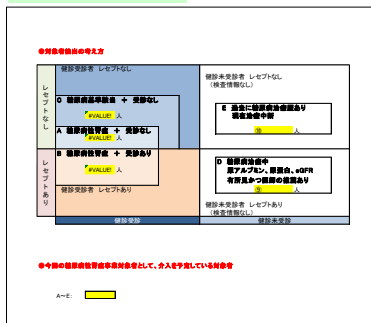 ◎対象者抽出の考え方
健診受診者 レセプトなし
健診未受診者 レセプトなし
（検査情報なし）
レセプトなし
C 糖尿病基準該当 ＋ 受診なし
#VALUE! 人
E 過去に糖尿病治療歴あり
現在治療中断
⑩ 人
A 糖尿病性腎症 ＋ 受診なし
#VALUE! 人
B 糖尿病性腎症 ＋ 受診あり
#VALUE! 人
D 糖尿病治療中
尿アルブミン、尿蛋白、eGFR
有所見かつ医師の推薦あり
⑨ 人
レセプトあり
健診受診者 レセプトあり
健診未受診者 レセプトあり
（検査情報なし）
健診受診
健診未受診
◎今回の糖尿病性腎症事業対象者として、介入を予定している対象者
A～E: